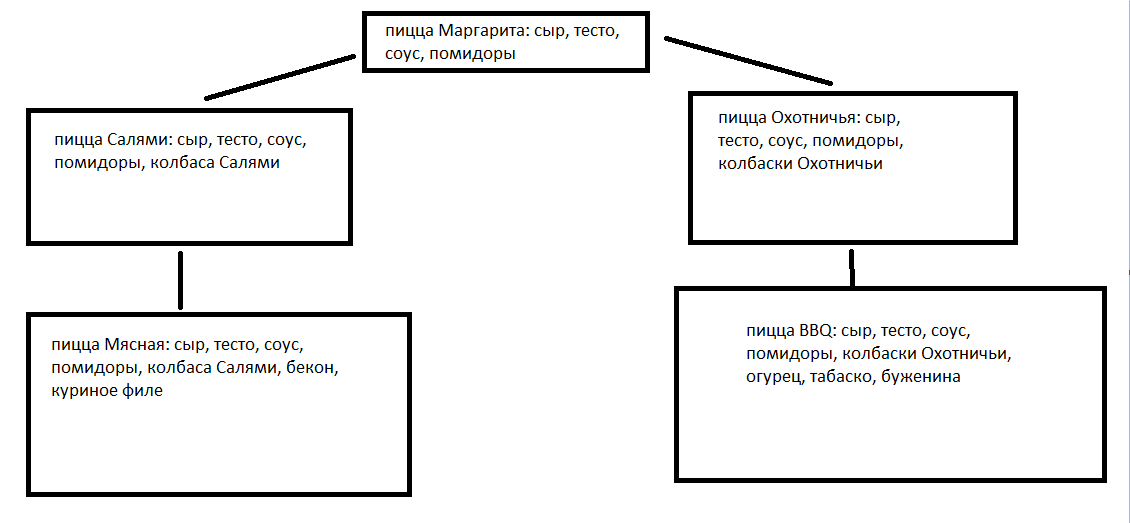 пицца Маргарита: сыр, тесто,
соус, помидоры
пицца Салями: сыр, тесто, соус,
помидоры, колбаса Салями
пицца Охотничья: сыр,
тесто, соус, помидоры,
колбаски Охотничьи
пицца Мясная: сыр, тесто, соус,
помидоры, колбаса Салями, бекон,
куриное филе
пицца BBQ: сыр, тесто, соус,
помидоры, колбаски Охотничьи,
огурец, табаско, буженина